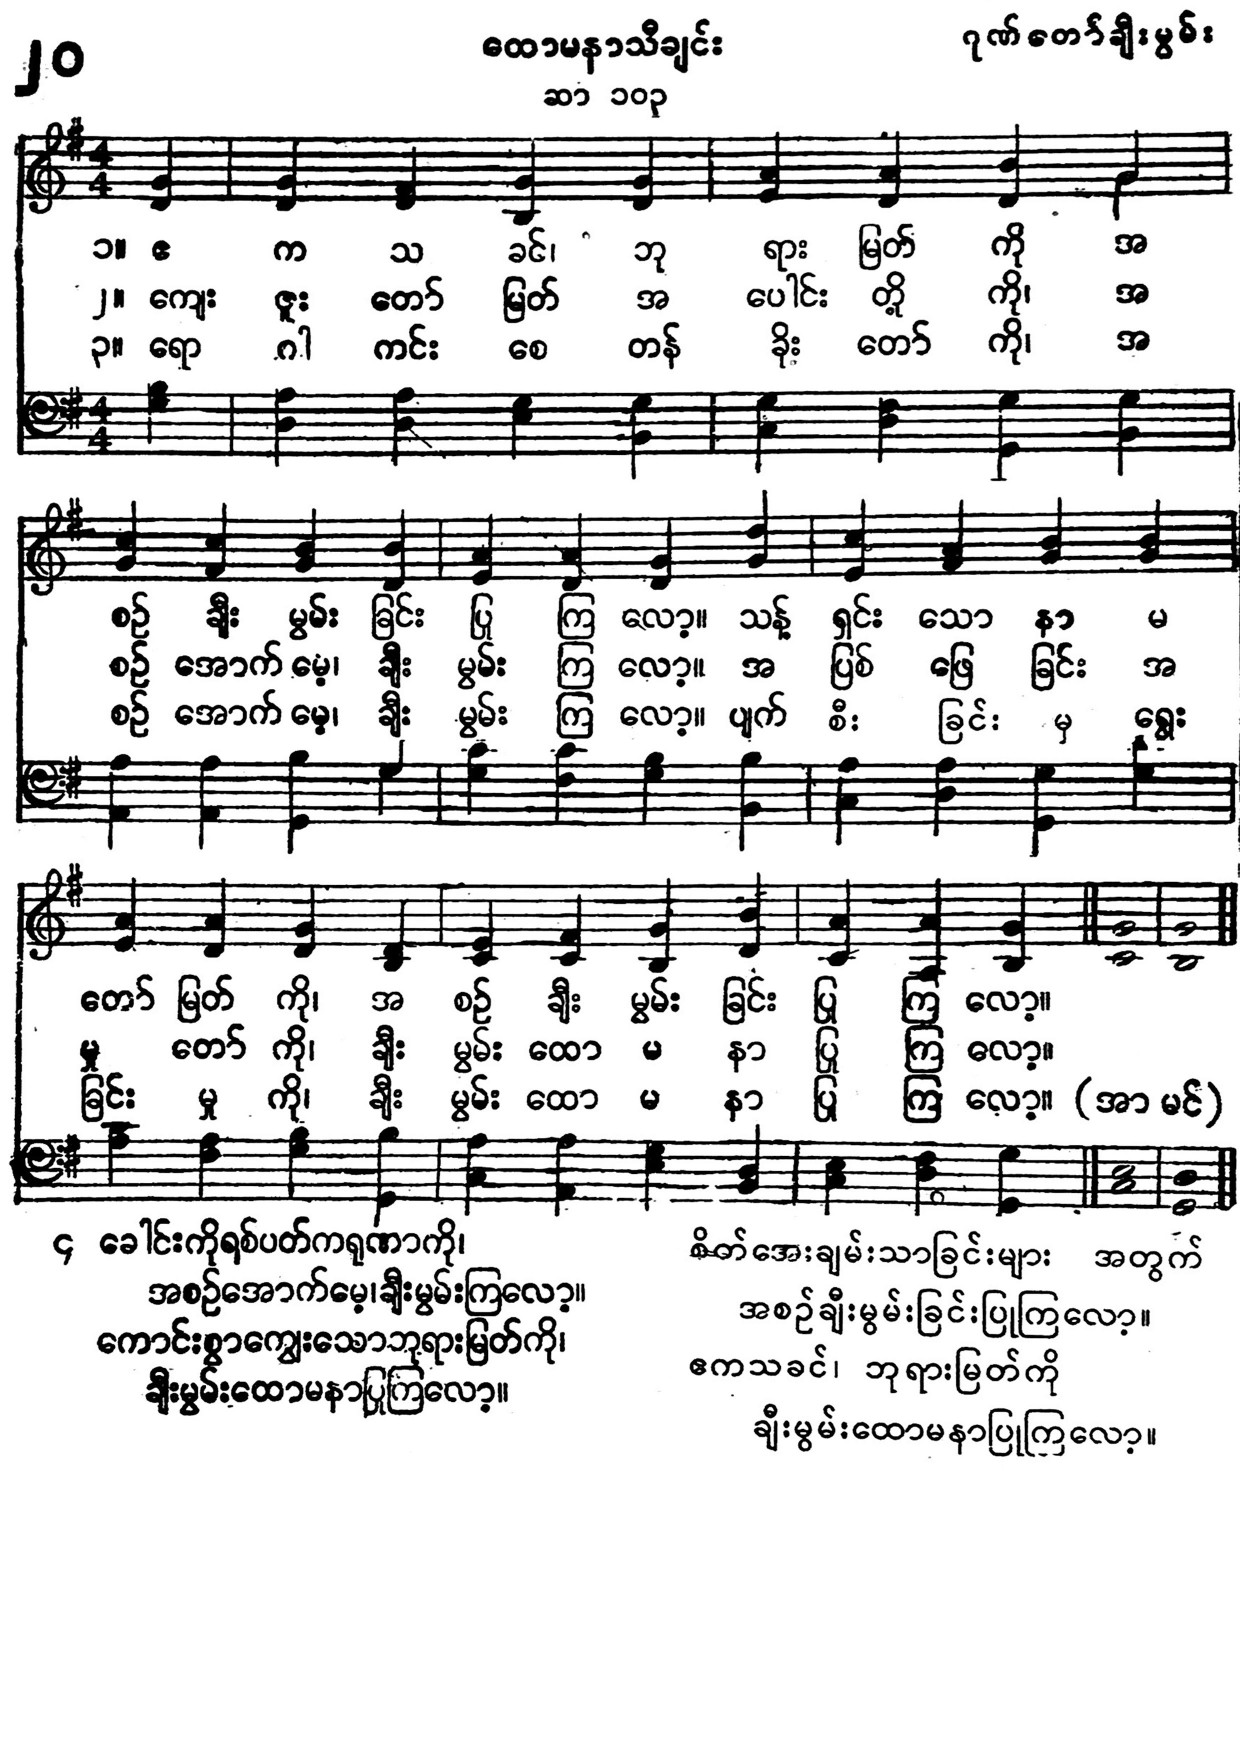 ၂၀
ထောမနာသီချင်း
ဂုဏ်တော်ချီးမွမ်း
ဆာ ၁၀၃
၁။ ဧ က သ ခင်၊ ဘု ရား မြတ် ကို အ
၂။ ကျေး ဇူး တော် မြတ် အ ပေါင်း တို့ ကို၊ အ
၃။ ရော ဂါ ကင်း စေ တန် ခိုး တော် ကို၊ အ
စဉ် ချီး မွမ်း ခြင်း ပြု ကြ လော့။ သန့် ရှင်း သော နာ မ
စဉ် အောက် မေ့၊ ချီး မွမ်း ကြ လော့။ အ ပြစ် ဖြေ ခြင်း အ
စဉ် အောက် မေ့၊ ချီး မွမ်း ကြ လော့။ ပျက် စီး ခြင်း မှ ရွေး
တော် မြတ် ကို၊ အ စဉ် ချီး မွမ်း ခြင်း ပြု ကြ လော့။
မှု တော် ကို၊ ချီး မွမ်း ထော မ နာ ပြု ကြ လော့။
ခြင်း မှု ကို၊ ချီး မွမ်း ထော မ နာ ပြု ကြ လော့။ (အာ မင်)
၄ ခေါင်းကိုရစ်ပတ်ကရုဏာကို၊
အစဉ်အောက်မေ့၊ချီးမွမ်းကြလော့။
ကောင်းစွာကျွေးသောဘုရားမြတ်ကို၊
ချီးမွမ်းထောမနာပြုကြလော့။
စိတ်အေးချမ်းသာခြင်းများ အတွက်
အစဉ်ချီးမွမ်းခြင်းပြုကြလော့။
ဧကသခင်၊ ဘုရားမြတ်ကို
ချီးမွမ်းထောမနာပြုကြလော့။